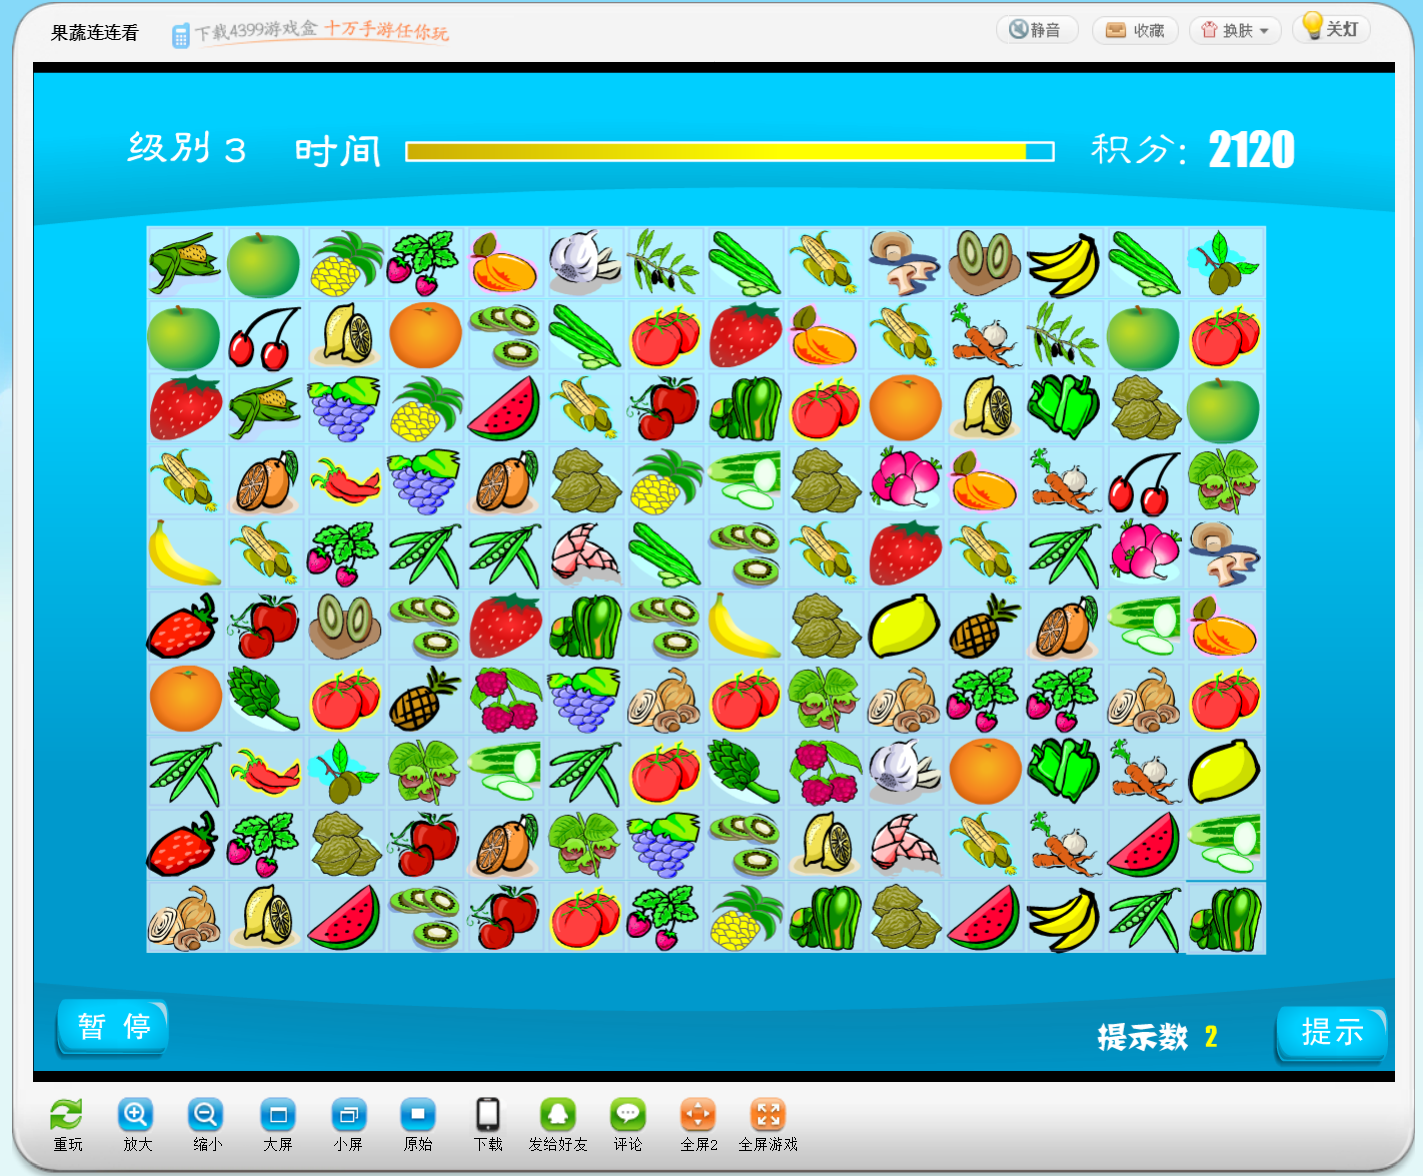 果蔬连连看 下载4399游戏盒 十万手游任你玩 静音 收藏 换肤 关灯
级别 3 时间 积分: 2120
暂 停 提示数 2 提示
重玩 放大 缩小 大屏 小屏 原始 下载 发给好友 评论 全屏2 全屏游戏